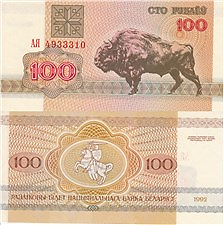 СТО РУБЛЁЎ 100
АЯ 4933310
100
100 100
РАЗЛІКОВЫ БІЛЕТ НАЦЫЯНАЛЬНАГА БАНКА БЕЛАРУСІ
1992